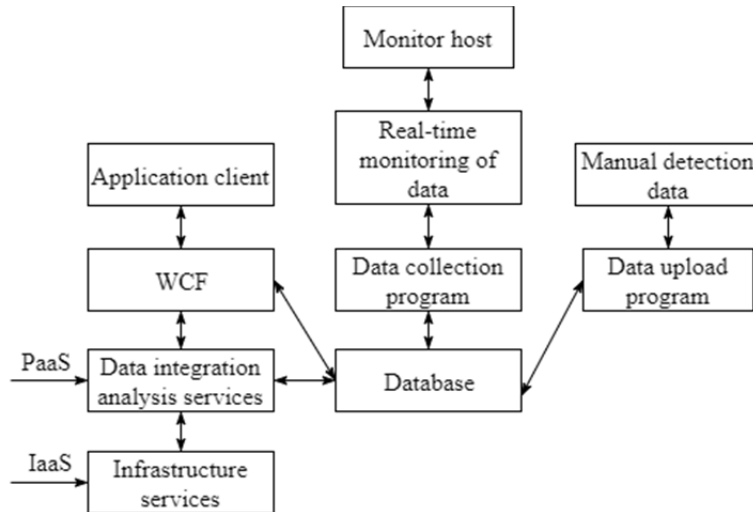 Monitor host
Real-time
monitoring of
data
Application client
Manual detection
data
WCF
Data collection
program
Data upload
program
PaaS
Data integration
analysis services
Database
IaaS
Infrastructure
services